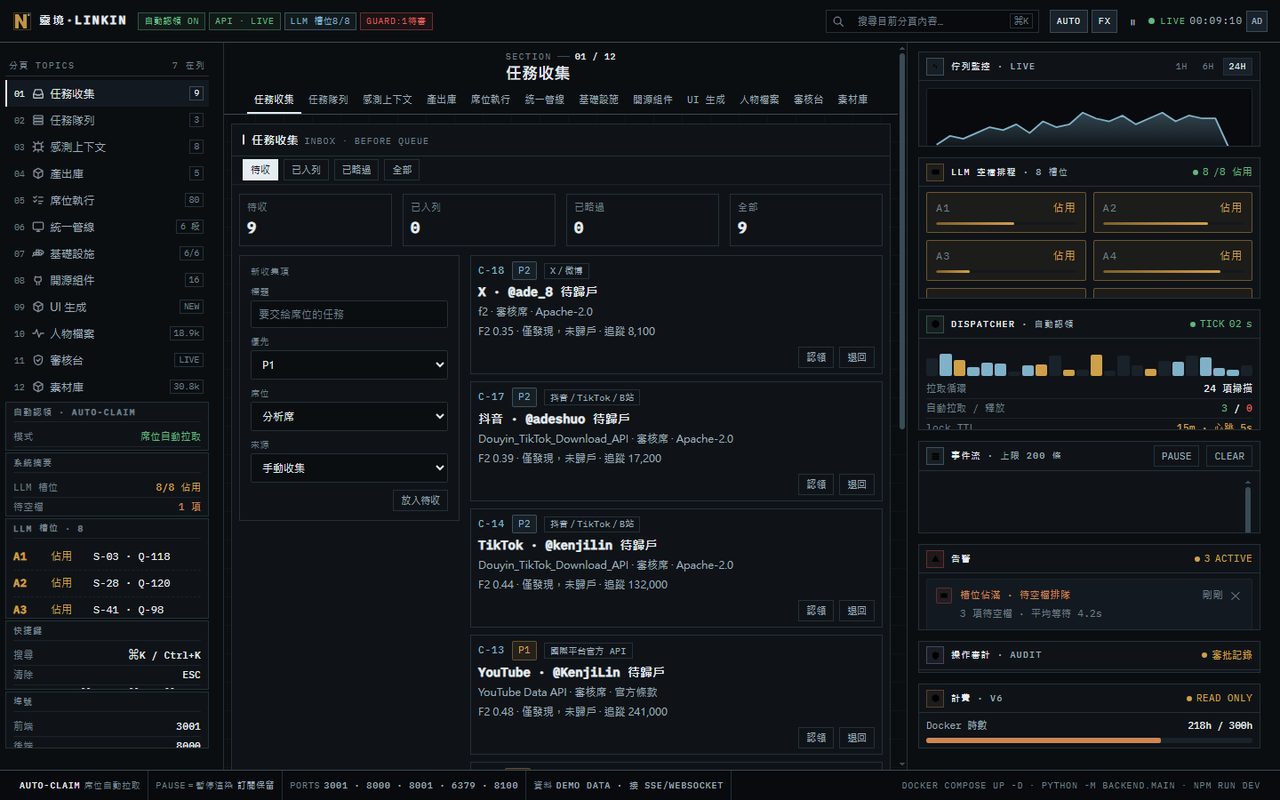 靈境·LINKIN
自動認領 ON
API · LIVE
LLM 槽位8/8
GUARD:1待審
搜尋目前分頁內容…
⌘K
AUTO
FX
LIVE 00:09:10
AD
分頁 TOPICS 7 在列
01 任務收集 9
02 任務隊列 3
03 感測上下文 8
04 產出庫 5
05 席位執行 80
06 統一管線 6 段
07 基礎設施 6/6
08 開源組件 16
09 UI 生成 NEW
10 人物檔案 18.9k
11 審核台 LIVE
12 素材庫 30.8k
自動認領 · AUTO-CLAIM
模式 席位自動拉取
系統摘要
LLM 槽位 8/8 佔用
待空檔 1 項
LLM 槽位 · 8
A1 佔用 S-03 · Q-118
A2 佔用 S-28 · Q-120
A3 佔用 S-41 · Q-98
快捷鍵
搜尋 ⌘K / Ctrl+K
清除 ESC
埠號
前端 3001
後端 8000
SECTION — 01 / 12
任務收集
任務收集 任務隊列 感測上下文 產出庫 席位執行 統一管線 基礎設施 開源組件 UI 生成 人物檔案 審核台 素材庫
任務收集 INBOX · BEFORE QUEUE
待收 已入列 已略過 全部
待收
9
已入列
0
已略過
0
全部
9
新收集項
標題
要交給席位的任務
優先
P1
席位
分析席
來源
手動收集
放入待收
C-18 P2 X/微博
X · @ade_8 待歸戶
f2 · 審核席 · Apache-2.0
F2 0.35 · 僅發現，未歸戶 · 追蹤 8,100
認領 退回
C-17 P2 抖音/TikTok/B站
抖音 · @adeshuo 待歸戶
Douyin_TikTok_Download_API · 審核席 · Apache-2.0
F2 0.39 · 僅發現，未歸戶 · 追蹤 17,200
認領 退回
C-14 P2 抖音/TikTok/B站
TikTok · @kenjilin 待歸戶
Douyin_TikTok_Download_API · 審核席 · Apache-2.0
F2 0.44 · 僅發現，未歸戶 · 追蹤 132,000
認領 退回
C-13 P1 國際平台官方 API
YouTube · @KenjiLin 待歸戶
YouTube Data API · 審核席 · 官方條款
F2 0.48 · 僅發現，未歸戶 · 追蹤 241,000
認領 退回
佇列監控 · LIVE 1H 6H 24H
LLM 空檔排程 · 8 槽位 8 /8 佔用
A1 佔用
A2 佔用
A3 佔用
A4 佔用
DISPATCHER · 自動認領 TICK 02 s
拉取循環 24 項掃描
自動拉取 / 釋放 3 / 0
lock TTL 15m · 心跳 5s
事件流 · 上限 200 條 PAUSE CLEAR
告警 3 ACTIVE
槽位佔滿 · 待空檔排隊 剛剛
3 項待空檔 · 平均等待 4.2s
操作審計 · AUDIT 審批記錄
計費 · V6 READ ONLY
Docker 時數 218h / 300h
AUTO-CLAIM 席位自動拉取
PAUSE=暫停渲染 訂閱保留
PORTS 3001 · 8000 · 8001 · 6379 · 8100
資料 DEMO DATA · 接 SSE/WEBSOCKET
DOCKER COMPOSE UP -D · PYTHON -M BACKEND.MAIN · NPM RUN DEV